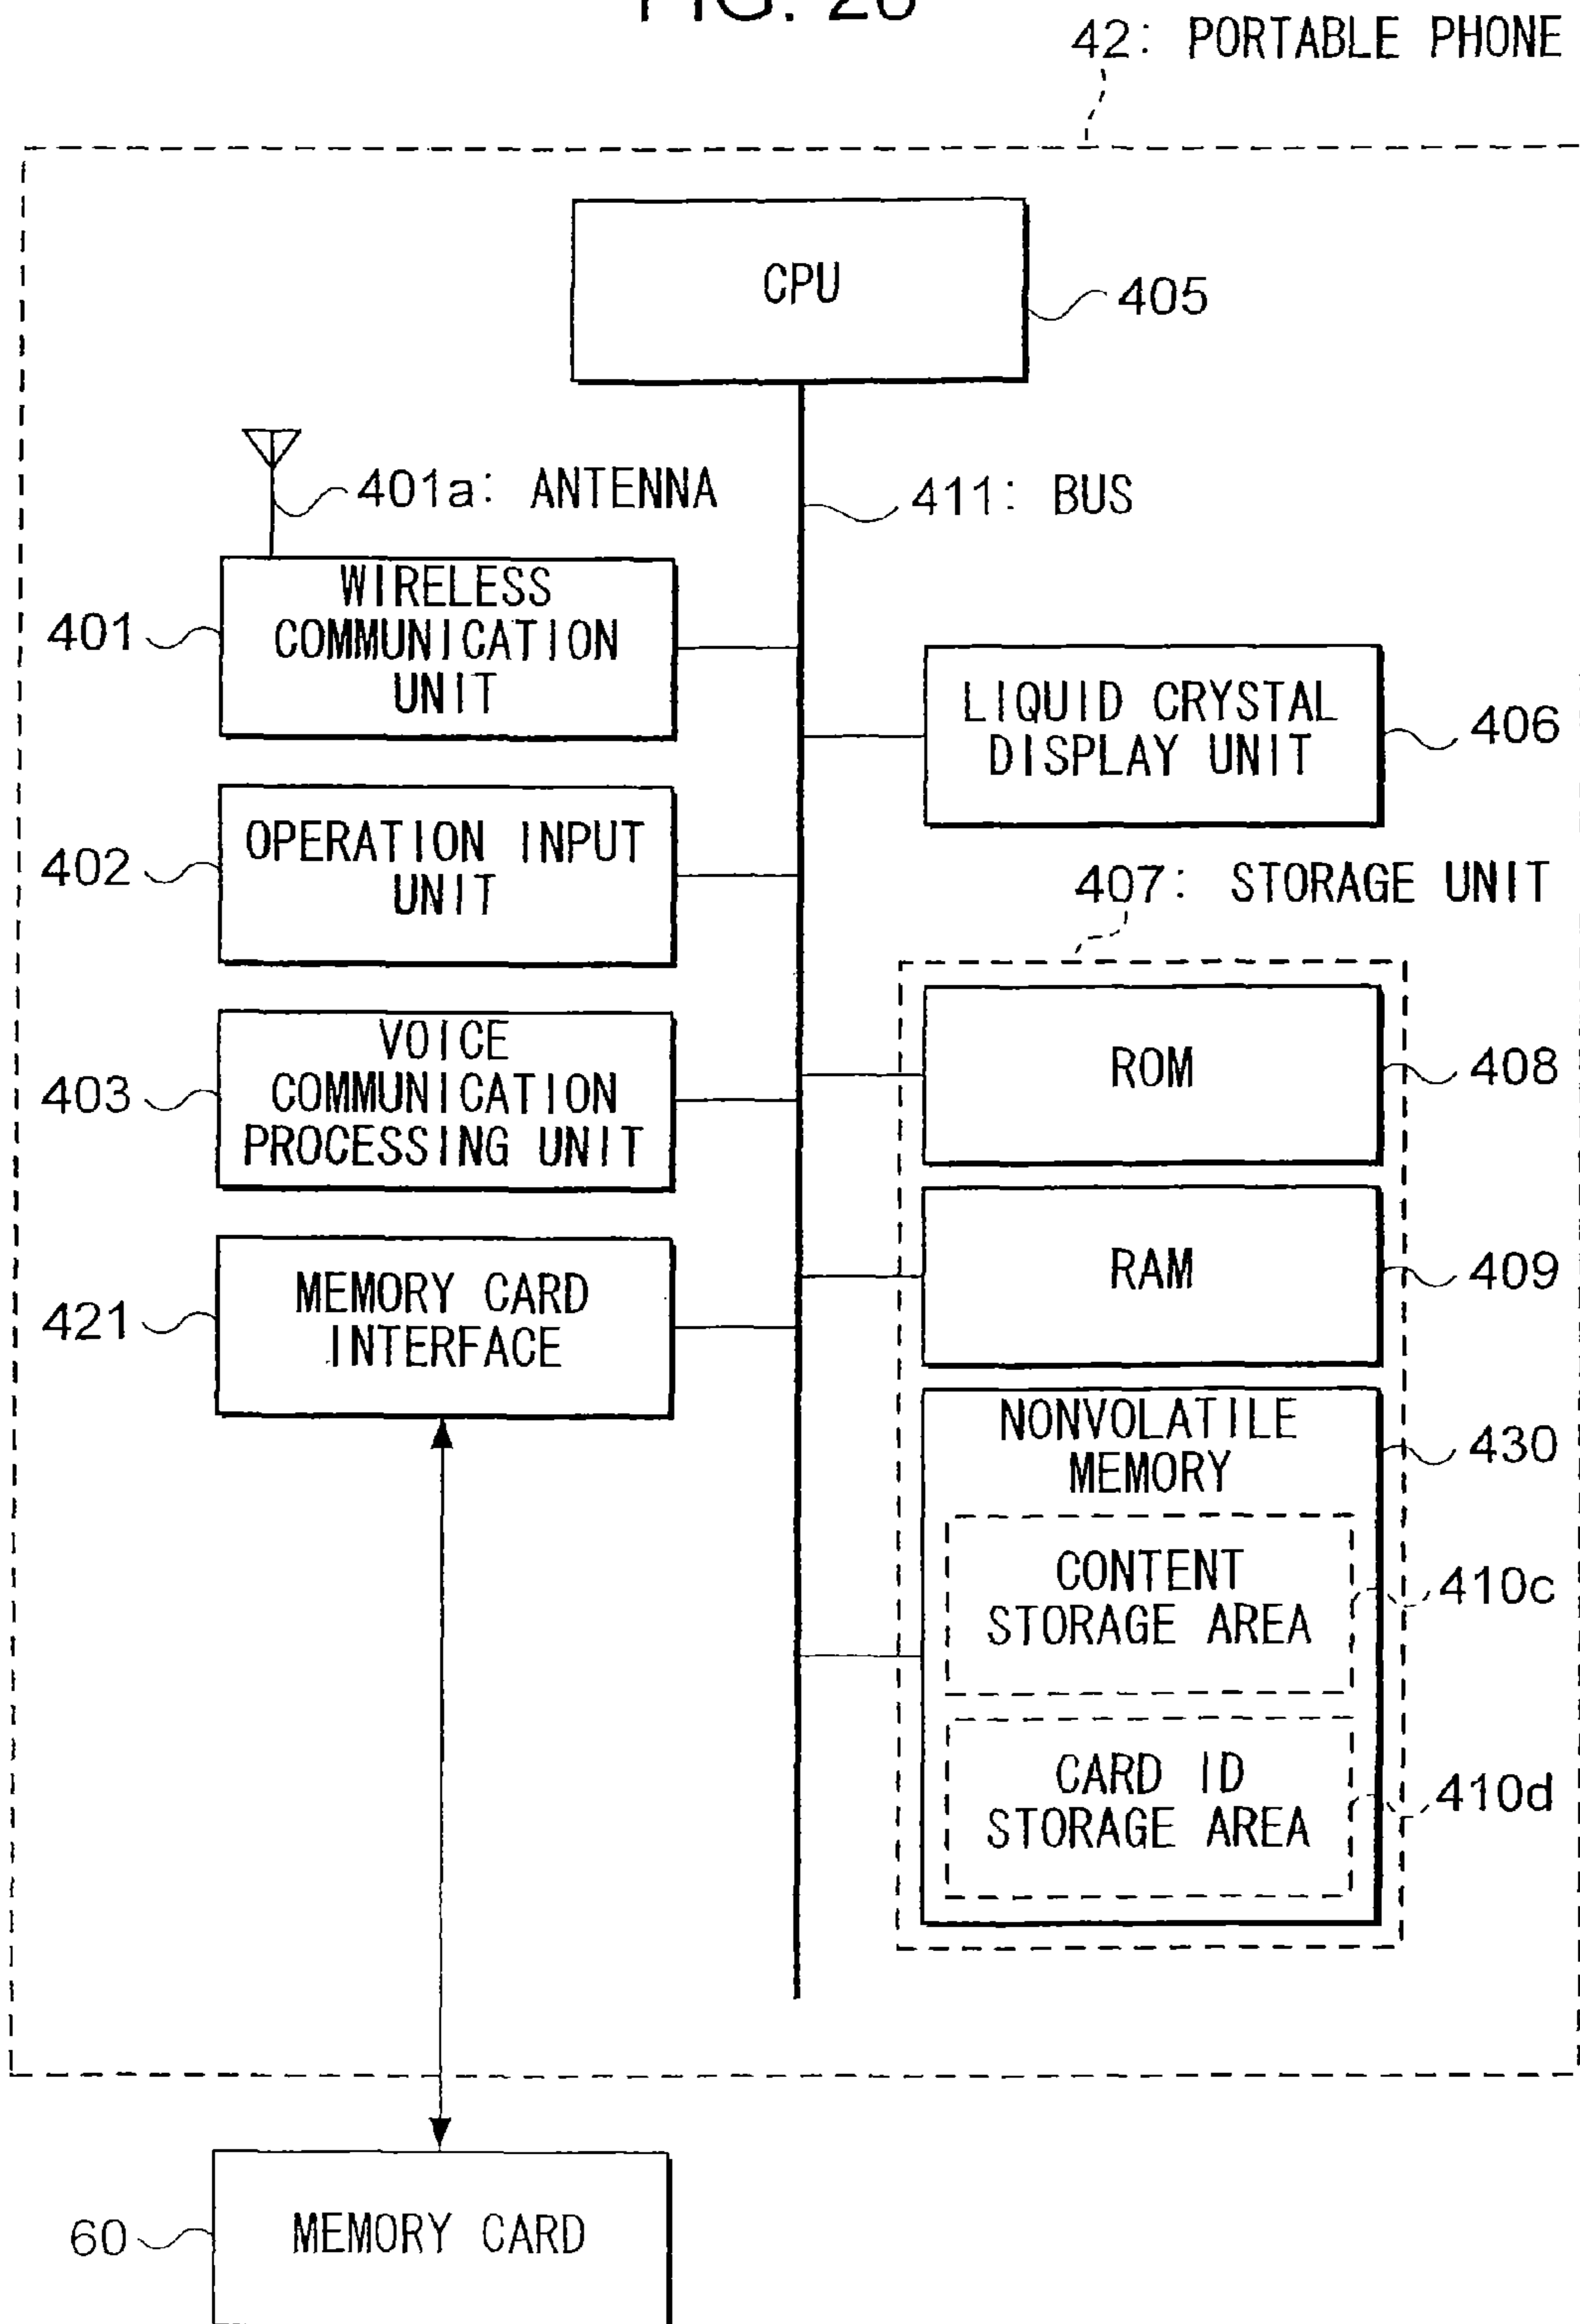 42: PORTABLE PHONE
CPU
405
401a: ANTENNA
411: BUS
WIRELESS
COMMUNICATION
UNIT
401
LIQUID CRYSTAL
DISPLAY UNIT
406
OPERATION INPUT
UNIT
402
407: STORAGE UNIT
VOICE
COMMUNICATION
PROCESSING UNIT
403
ROM
408
MEMORY CARD
INTERFACE
421
RAM
409
NONVOLATILE
MEMORY
430
CONTENT
STORAGE AREA
410c
CARD ID
STORAGE AREA
410d
60
MEMORY CARD